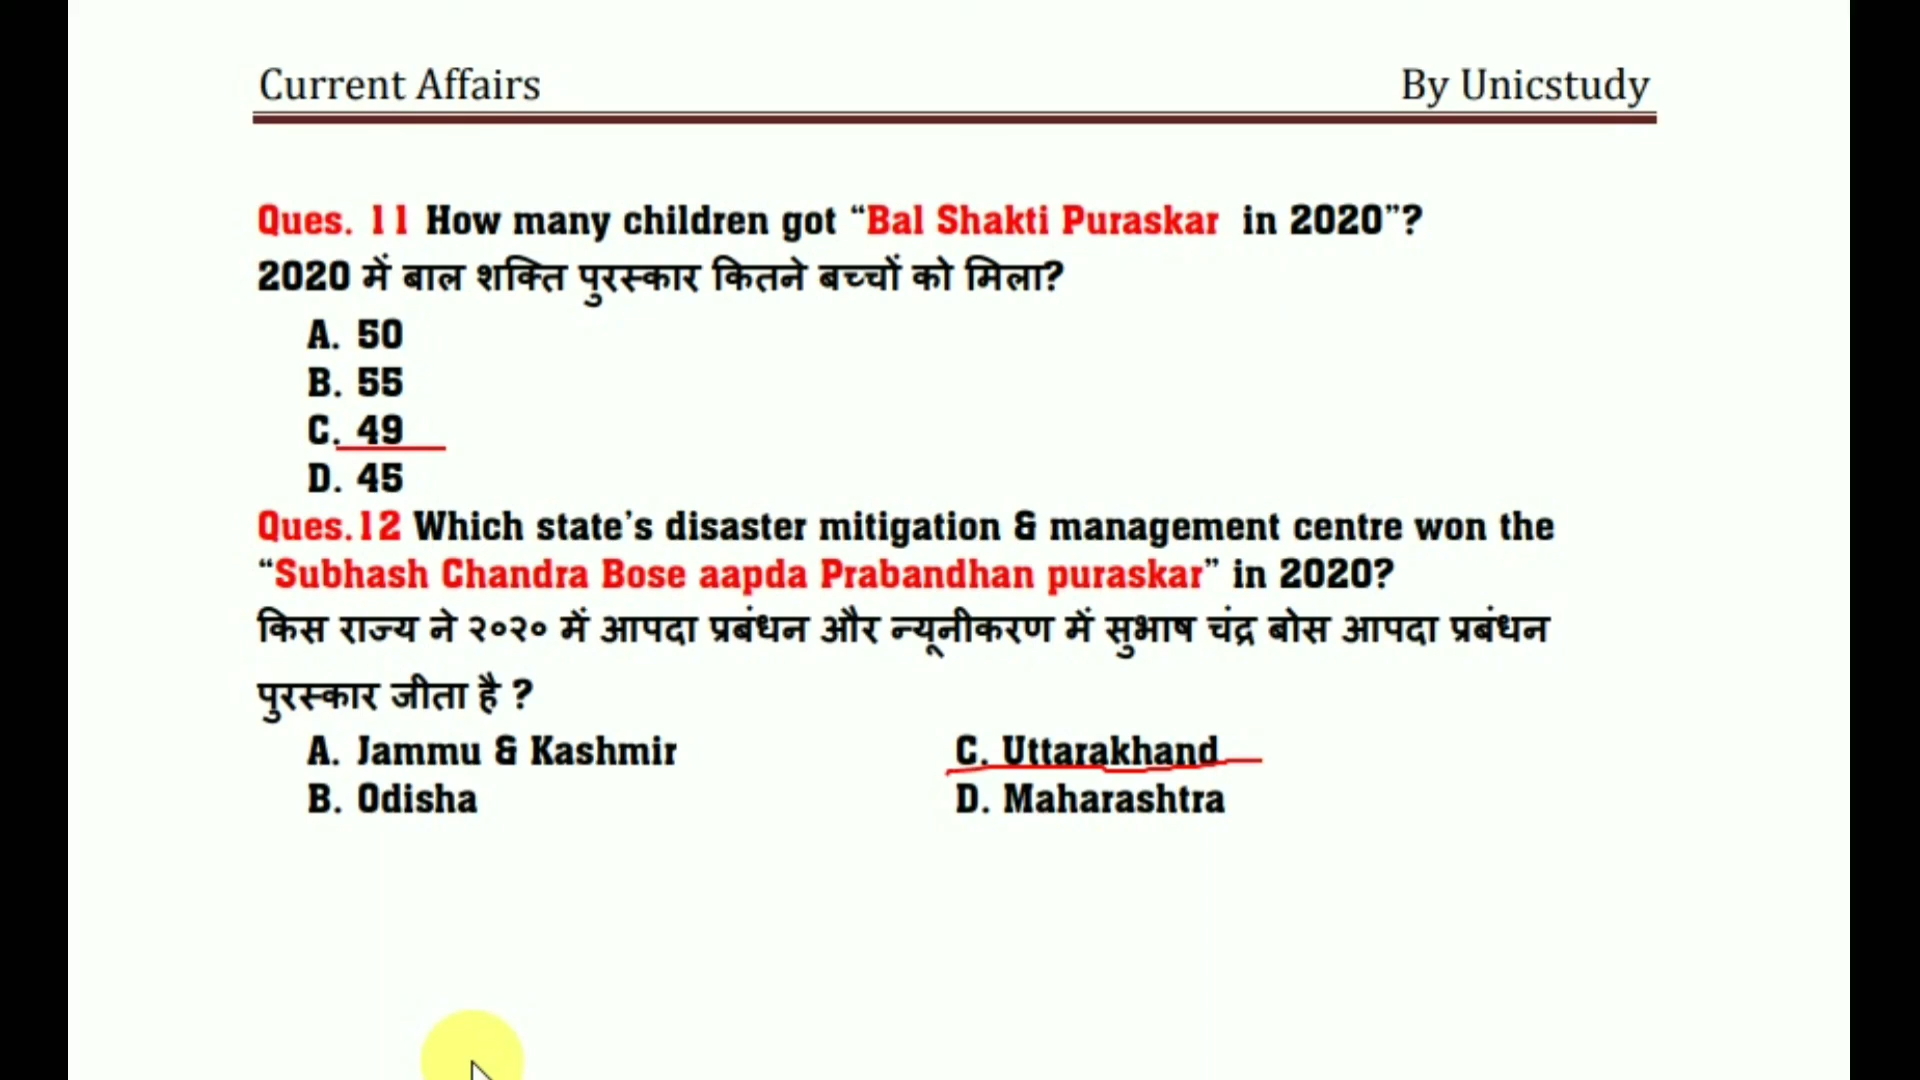 Current Affairs By Unicstudy
Ques. 11 How many children got “Bal Shakti Puraskar in 2020”?
2020 में बाल शक्ति पुरस्कार कितने बच्चों को मिला?
A. 50
B. 55
C. 49
D. 45
Ques.12 Which state’s disaster mitigation & management centre won the
“Subhash Chandra Bose aapda Prabandhan puraskar” in 2020?
किस राज्य ने २०२० में आपदा प्रबंधन और न्यूनीकरण में सुभाष चंद्र बोस आपदा प्रबंधन
पुरस्कार जीता है ?
A. Jammu & Kashmir C. Uttarakhand
B. Odisha D. Maharashtra